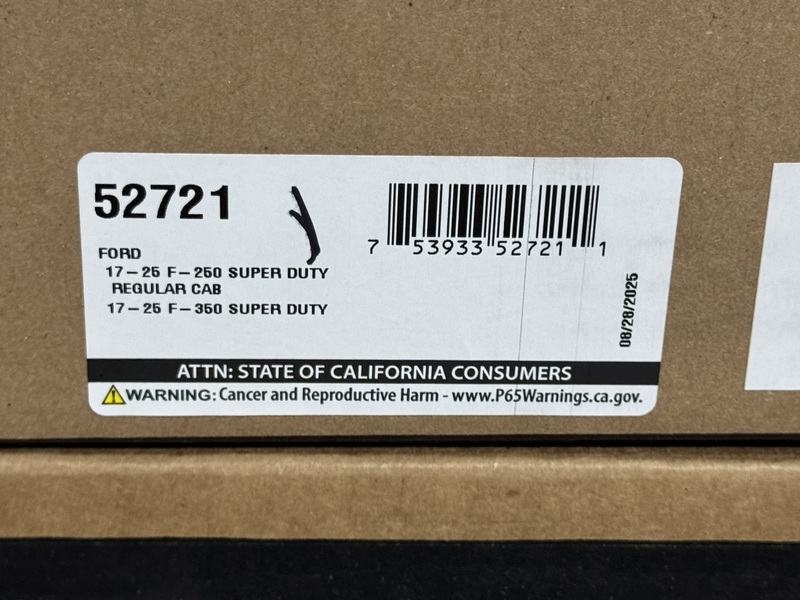 52721
7 53933 52721 1
FORD
17-25 F-250 SUPER DUTY
REGULAR CAB
17-25 F-350 SUPER DUTY
08/28/2025
ATTN: STATE OF CALIFORNIA CONSUMERS
WARNING: Cancer and Reproductive Harm - www.P65Warnings.ca.gov.